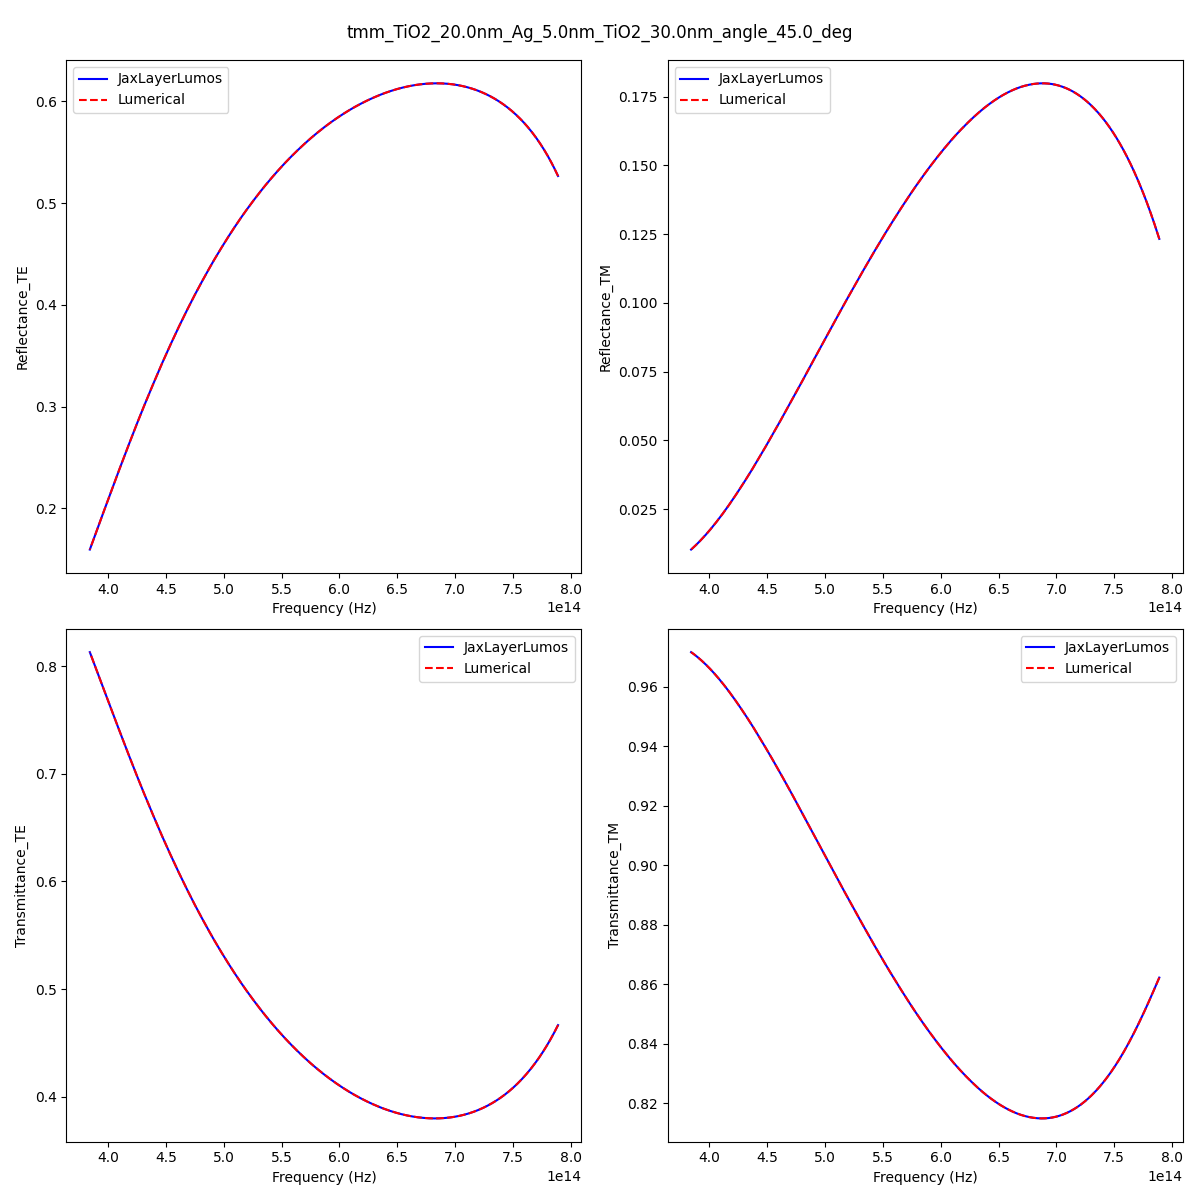 tmm_TiO2_20.0nm_Ag_5.0nm_TiO2_30.0nm_angle_45.0_deg
JaxLayerLumos
Lumerical
0.6
0.5
0.4
0.3
0.2
Reflectance_TE
4.0 4.5 5.0 5.5 6.0 6.5 7.0 7.5 8.0
Frequency (Hz)
1e14
JaxLayerLumos
Lumerical
0.175
0.150
0.125
0.100
0.075
0.050
0.025
Reflectance_TM
4.0 4.5 5.0 5.5 6.0 6.5 7.0 7.5 8.0
Frequency (Hz)
1e14
JaxLayerLumos
Lumerical
0.8
0.7
0.6
0.5
0.4
Transmittance_TE
4.0 4.5 5.0 5.5 6.0 6.5 7.0 7.5 8.0
Frequency (Hz)
1e14
JaxLayerLumos
Lumerical
0.96
0.94
0.92
0.90
0.88
0.86
0.84
0.82
Transmittance_TM
4.0 4.5 5.0 5.5 6.0 6.5 7.0 7.5 8.0
Frequency (Hz)
1e14